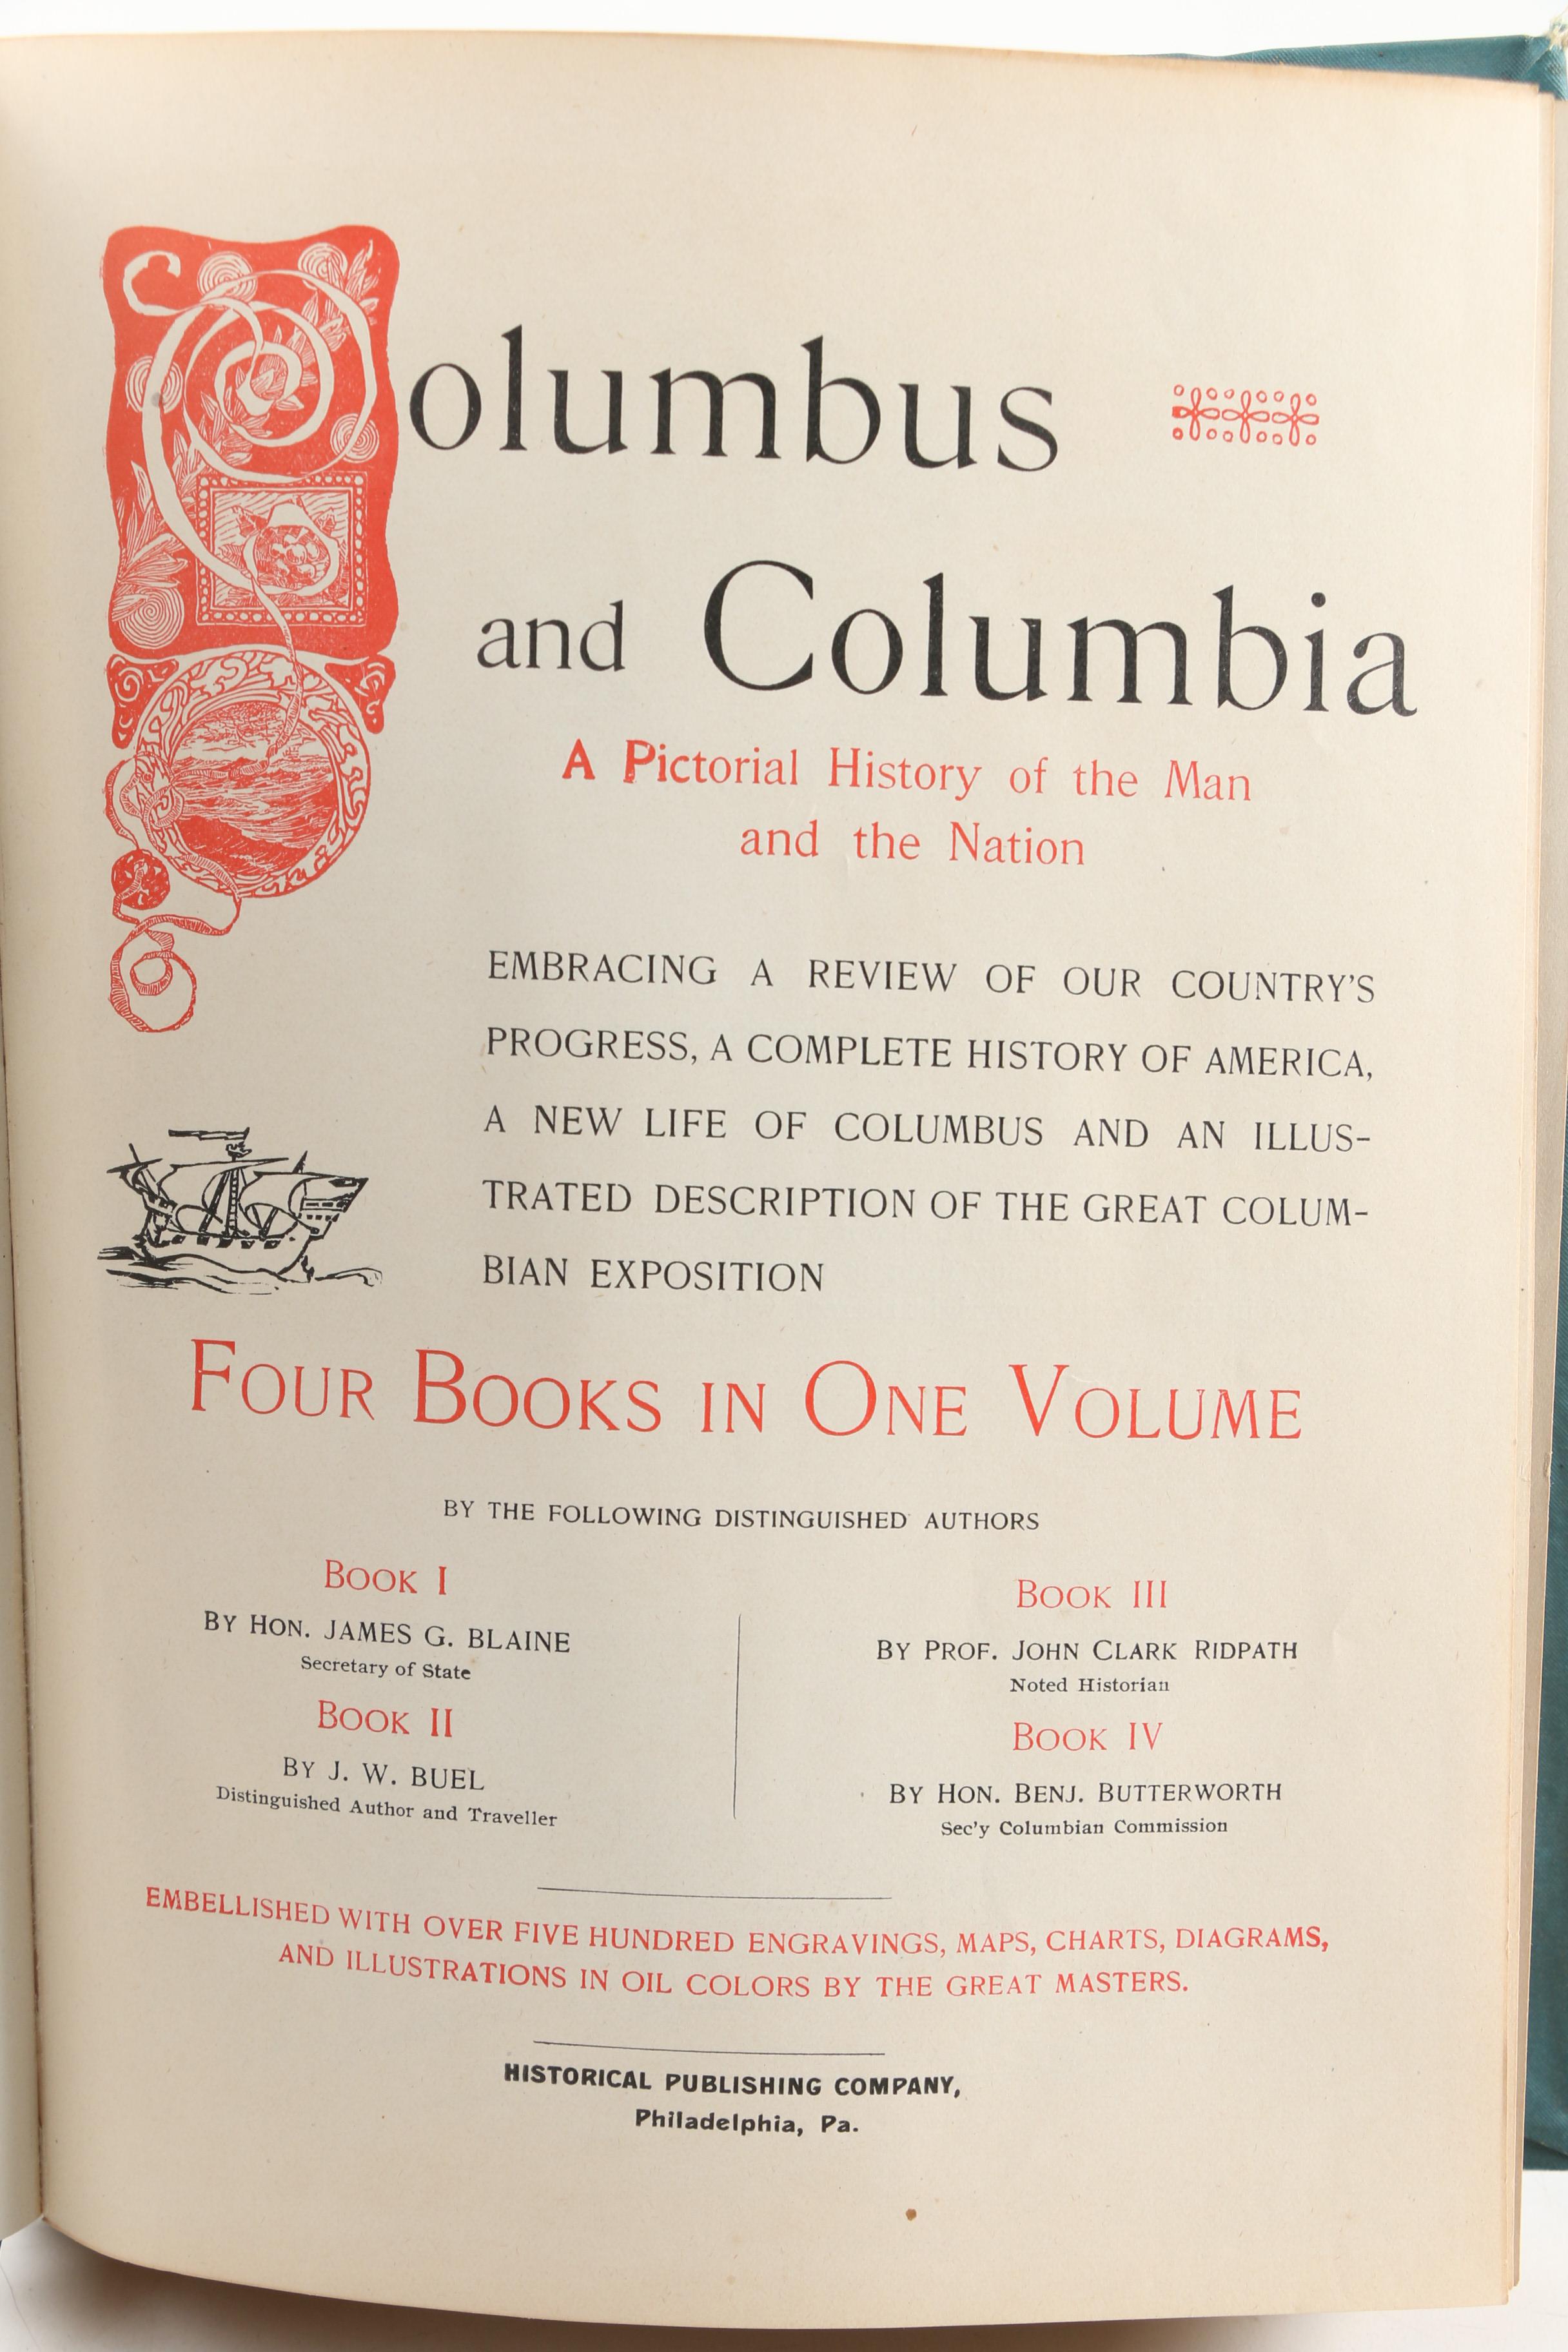 Columbus
and Columbia
A Pictorial History of the Man
and the Nation
EMBRACING A REVIEW OF OUR COUNTRY'S
PROGRESS, A COMPLETE HISTORY OF AMERICA,
A NEW LIFE OF COLUMBUS AND AN ILLUS-
TRATED DESCRIPTION OF THE GREAT COLUM-
BIAN EXPOSITION
FOUR BOOKS IN ONE VOLUME
BY THE FOLLOWING DISTINGUISHED AUTHORS
BOOK I
BY HON. JAMES G. BLAINE
Secretary of State
BOOK II
BY J. W. BUEL
Distinguished Author and Traveller
BOOK III
BY PROF. JOHN CLARK RIDPATH
Noted Historian
BOOK IV
BY HON. BENJ. BUTTERWORTH
Sec'y Columbian Commission
EMBELLISHED WITH OVER FIVE HUNDRED ENGRAVINGS, MAPS, CHARTS, DIAGRAMS,
AND ILLUSTRATIONS IN OIL COLORS BY THE GREAT MASTERS.
HISTORICAL PUBLISHING COMPANY,
Philadelphia, Pa.